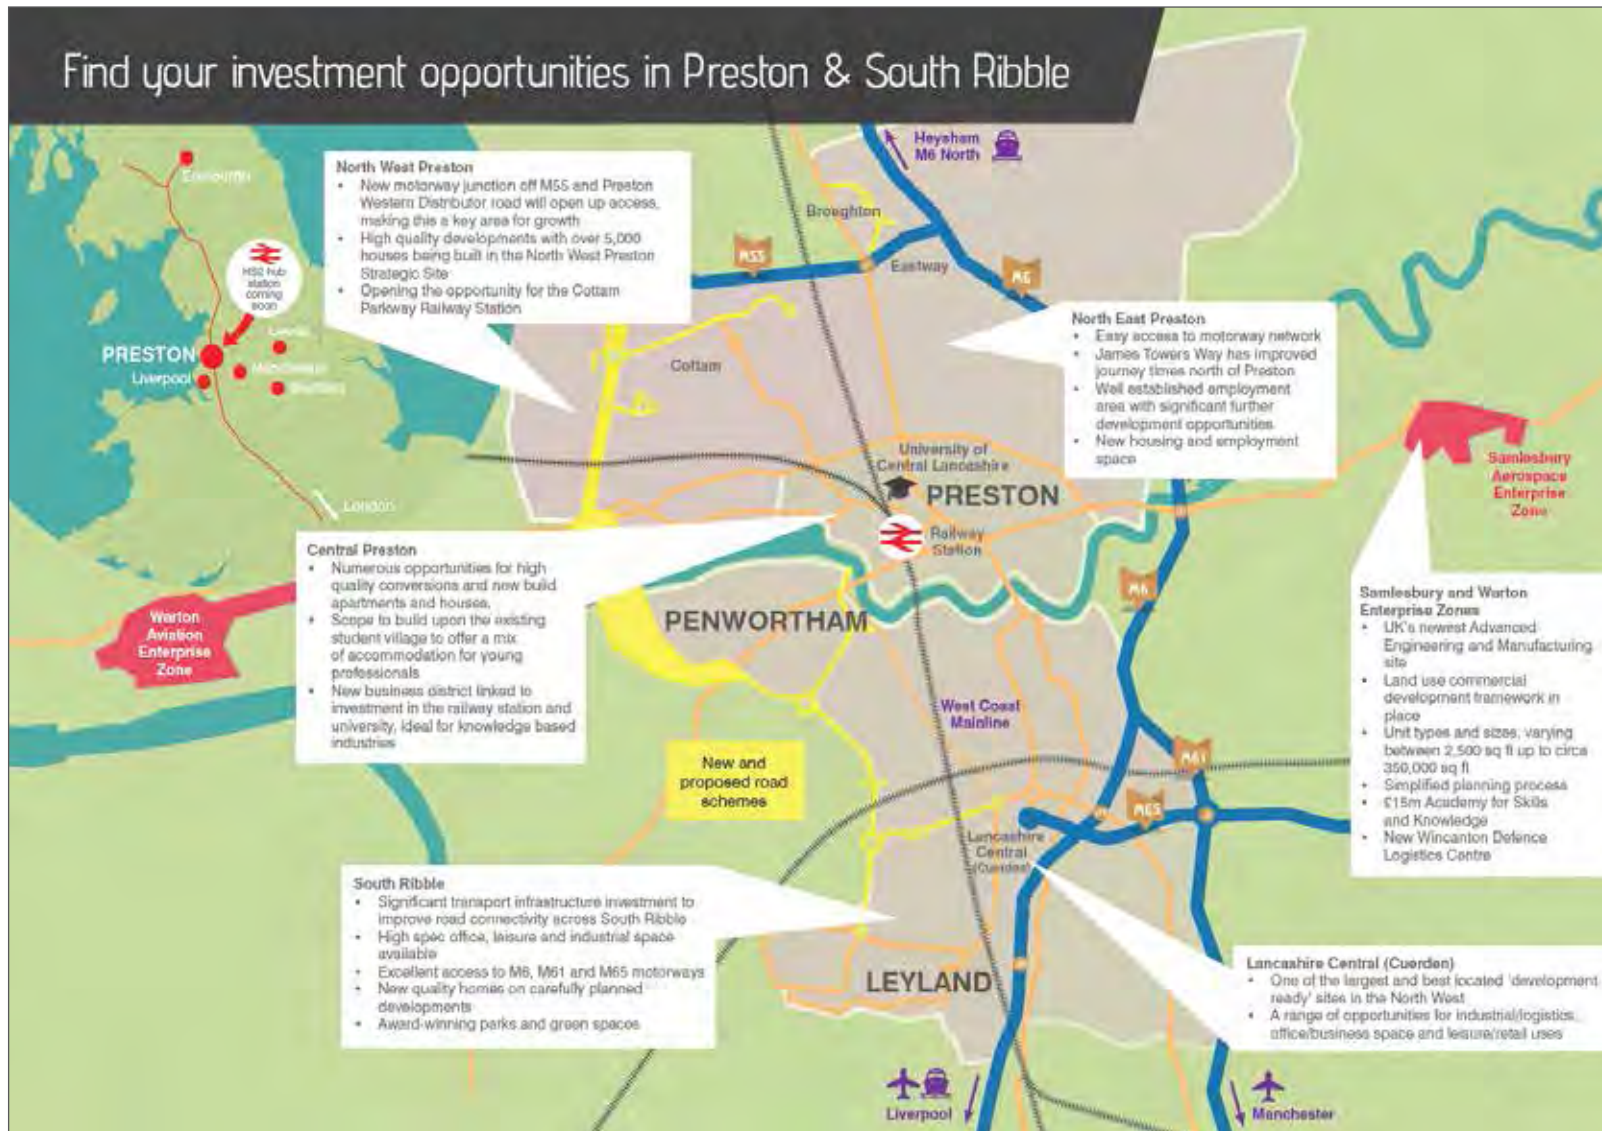 Find your investment opportunities in Preston & South Ribble
Heysham
M6 North
North West Preston
• New motorway junction off M55 and Preston
Western Distributor road will open up access,
making this a key area for growth
• High quality developments with over 5,000
houses being built in the North West Preston
Strategic Site
• Opening the opportunity for the Cottam
Parkway Railway Station
Broughton
M55
Eastway
M6
HS2 hub
station
coming
soon
PRESTON
Liverpool
London
Cottam
North East Preston
• Easy access to motorway network
• James Towers Way has improved
journey times north of Preston
• Well established employment
area with significant further
development opportunities
• New housing and employment
space
University of
Central Lancashire
PRESTON
Railway
Station
Samlesbury
Aerospace
Enterprise
Zone
Central Preston
• Numerous opportunities for high
quality conversions and new build
apartments and houses.
• Scope to build upon the existing
student village to offer a mix
of accommodation for young
professionals
• New business district linked to
investment in the railway station and
university, ideal for knowledge based
industries
M6
Warton
Aviation
Enterprise
Zone
PENWORTHAM
Samlesbury and Warton
Enterprise Zones
• UK's newest Advanced
Engineering and Manufacturing
site
• Land use commercial
development framework in
place
• Unit types and sizes, varying
between 2,500 sq ft up to circa
350,000 sq ft
• Simplified planning process
• £15m Academy for Skills
and Knowledge
• New Wincanton Defence
Logistics Centre
West Coast
Mainline
New and
proposed road
schemes
M61
M65
Lancashire
Central
(Cuerden)
South Ribble
• Significant transport infrastructure investment to
improve road connectivity across South Ribble
• High spec office, leisure and industrial space
available
• Excellent access to M6, M61 and M65 motorways
• New quality homes on carefully planned
developments
• Award-winning parks and green spaces
LEYLAND
Lancashire Central (Cuerden)
• One of the largest and best located 'development
ready' sites in the North West
• A range of opportunities for industrial/logistics,
office/business space and leisure/retail uses
Liverpool
Manchester